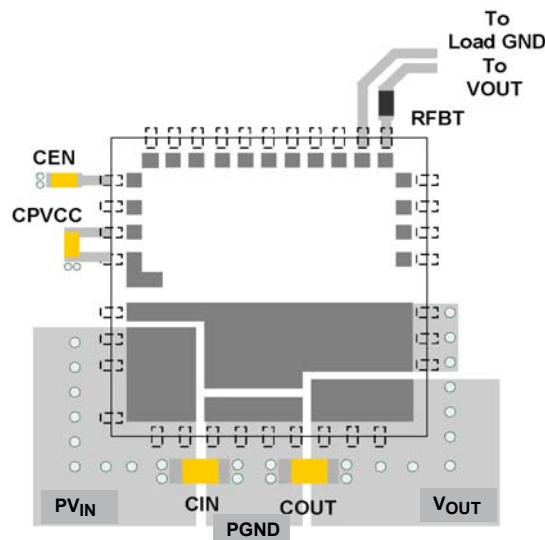 To
Load GND
To
VOUT
RFBT
CEN
CPVCC
CIN
COUT
PVIN
VOUT
PGND